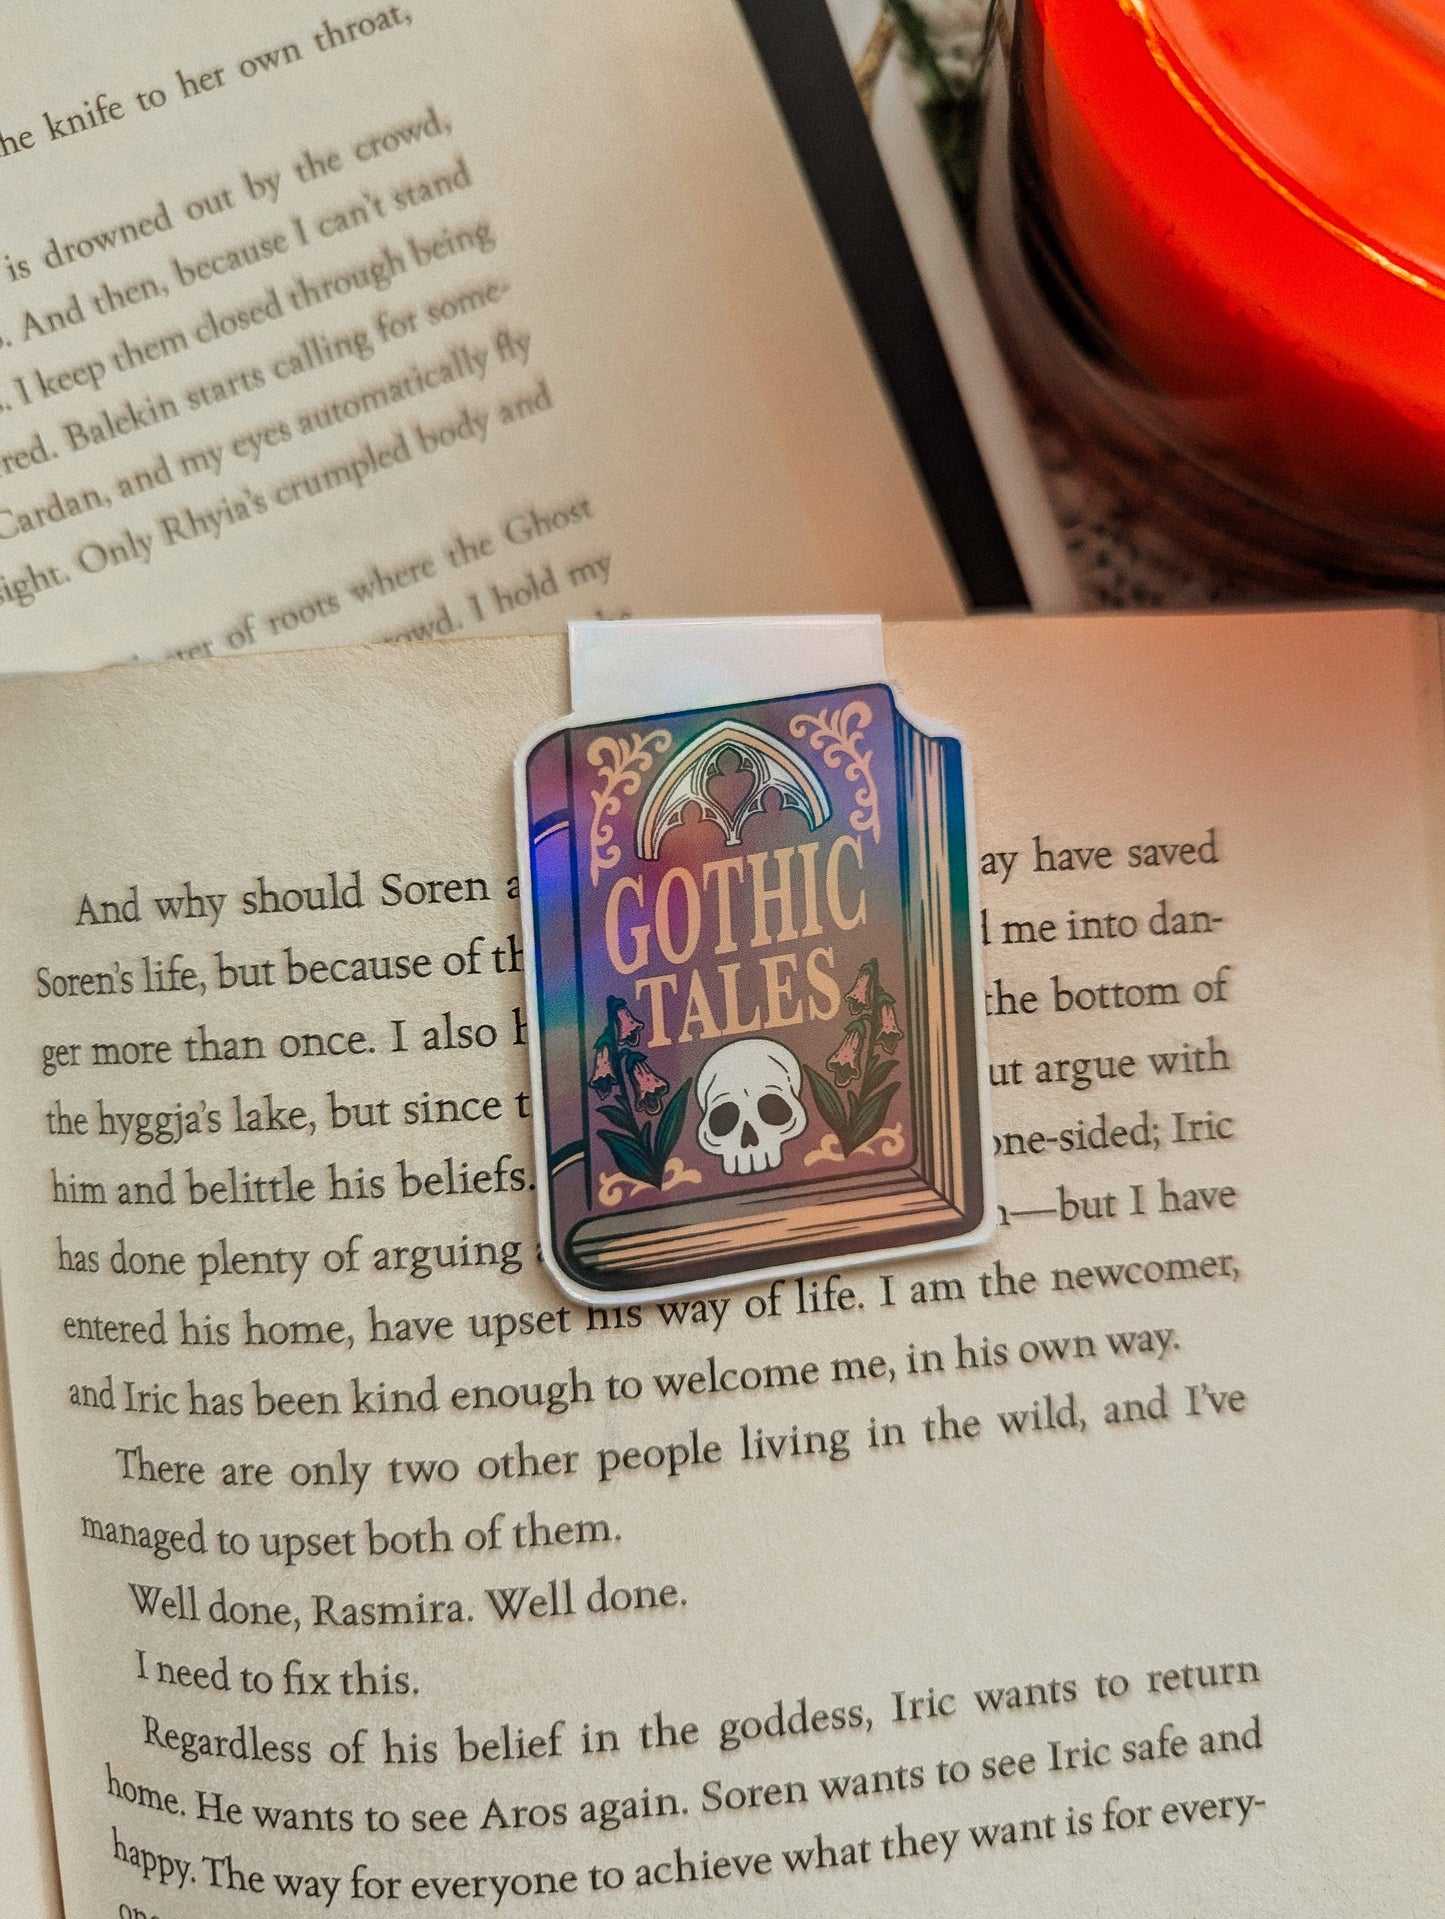 he knife to her own throat,
is drowned out by the crowd,
. And then, because I can't stand
. I keep them closed through being
red. Balekin starts calling for some-
Cardan, and my eyes automatically fly
ight. Only Rhyia's crumpled body and
of roots where the Ghost
owd. I hold my
GOTHIC
TALES
And why should Soren a ay have saved
Soren's life, but because of th d me into dan-
ger more than once. I also h the bottom of
the hyggja's lake, but since t ut argue with
him and belittle his beliefs. one-sided; Iric
has done plenty of arguing —but I have
entered his home, have upset his way of life. I am the newcomer,
and Iric has been kind enough to welcome me, in his own way.
There are only two other people living in the wild, and I've
managed to upset both of them.
Well done, Rasmira. Well done.
I need to fix this.
Regardless of his belief in the goddess, Iric wants to return
home. He wants to see Aros again. Soren wants to see Iric safe and
happy. The way for everyone to achieve what they want is for every-